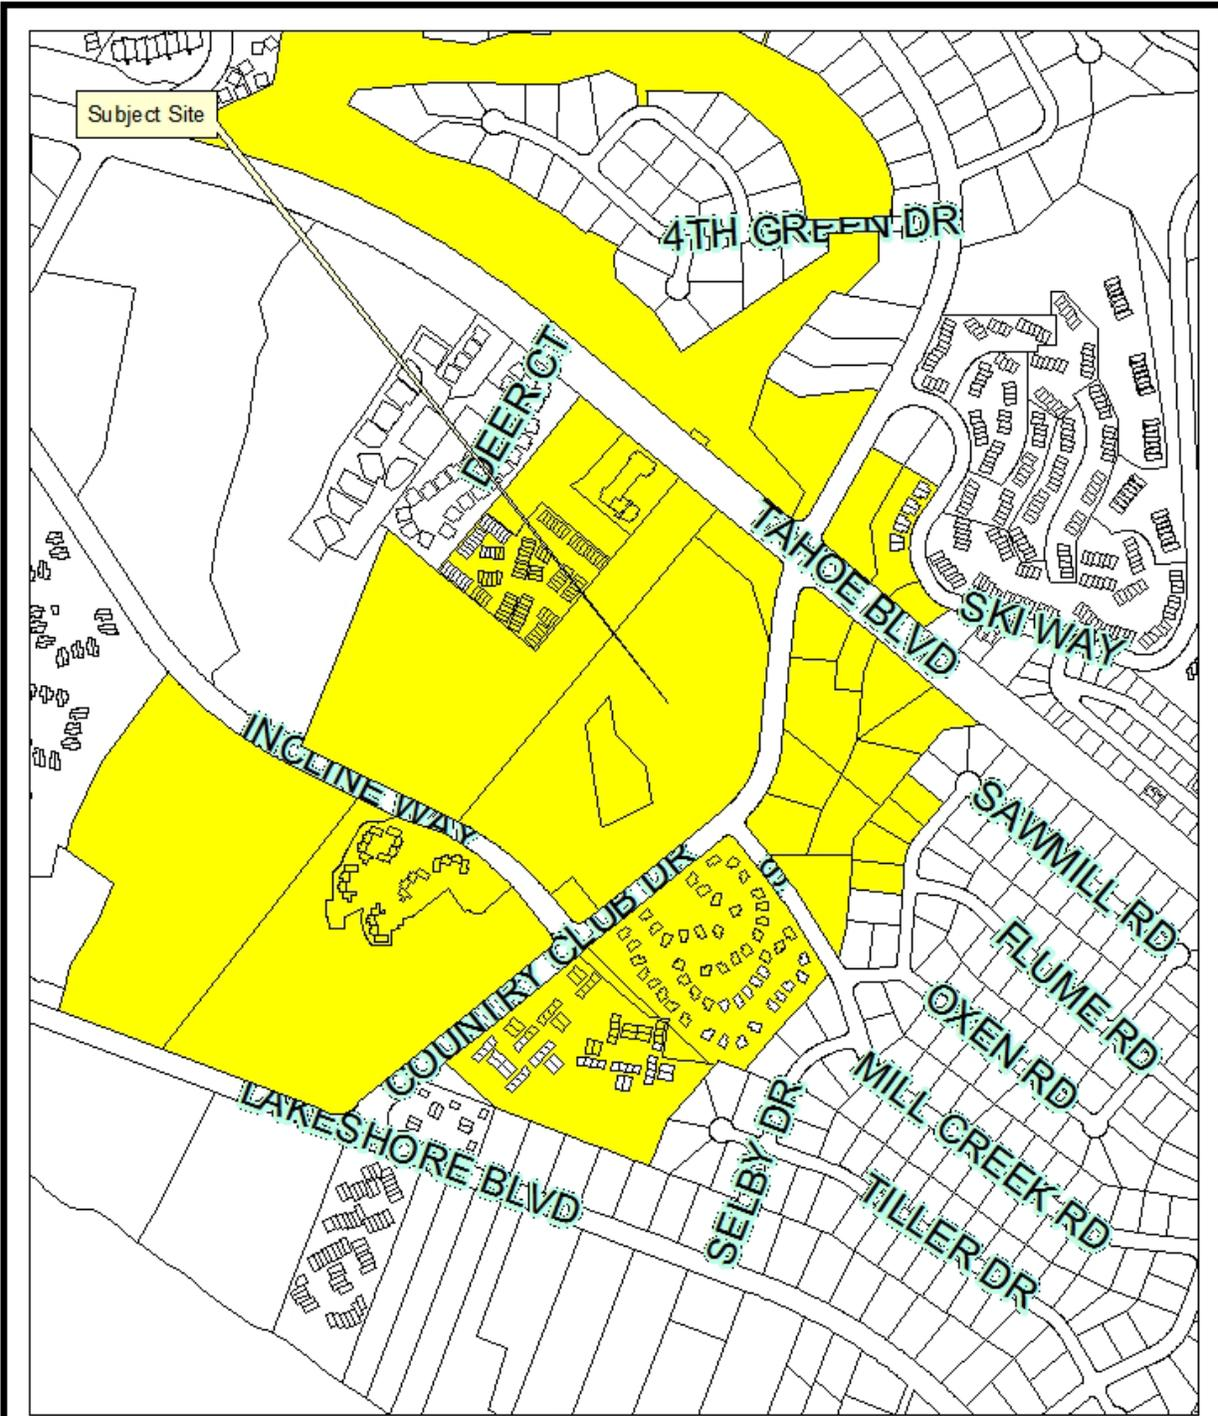 Subject Site
4TH GREEN DR
DEER CT
TAHOE BLVD
SKI WAY
INCLINE WAY
SAWMILL RD
COUNTRY CLUB DR
FLUME RD
OXEN RD
MILL CREEK RD
LAKESHORE BLVD
SELBY DR
TILLER DR